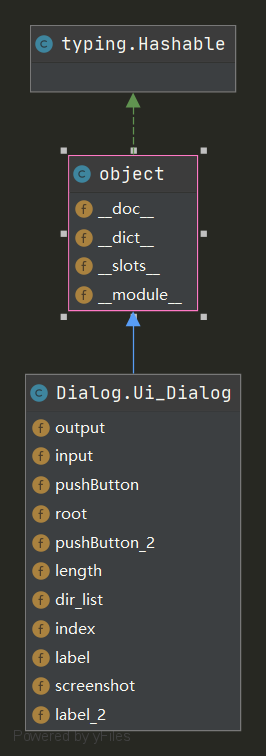 C typing.Hashable
C object
f __doc__
f __dict__
f __slots__
f __module__
C Dialog.Ui_Dialog
f output
f input
f pushButton
f root
f pushButton_2
f length
f dir_list
f index
f label
f screenshot
f label_2
Powered by yFiles